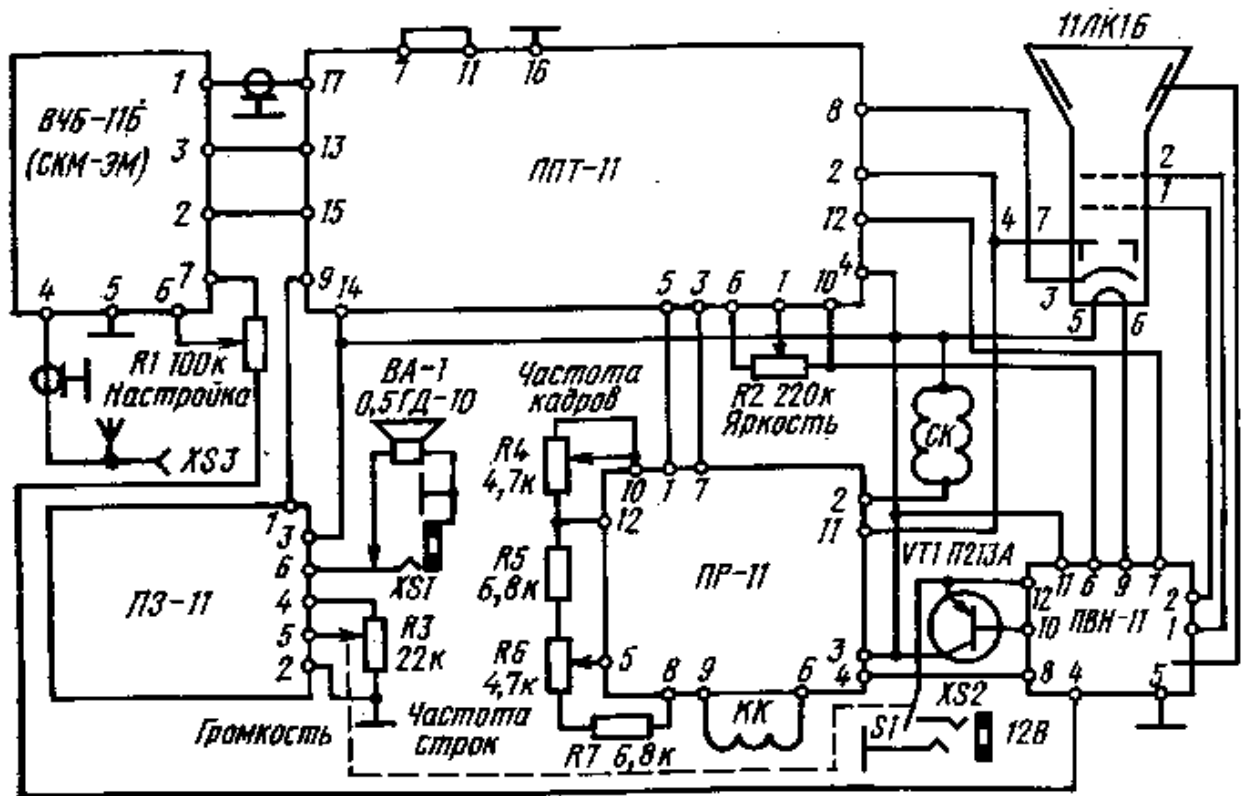 11ЛК1Б
7 11 16
1 17
ВЧБ-11Б
(СКМ-ЭМ)
3 13
ППТ-11
8
2
2 15
12
4 7
2
1
7
9 14
4
3
5 6
4 5 6
5 3 6 1 10
R1 100к
Настройка
XS3
ВА-1
0,5ГД-10
Частота
кадров
R2 220к
Яркость
СК
R4
4,7к
10 1 7
12
2
11
1
3
6
4
5
2
ПЗ-11
XS1
R3
22к
R5
6,8к
R6
4,7к
5
ПР-11
8 9 6
3
4
КК
R7 6,8к
Громкость
Частота
строк
VT1 П213А
11 6 9 7
12
10
8
ПВН-11
2
1
4 5
XS2
S1
12В